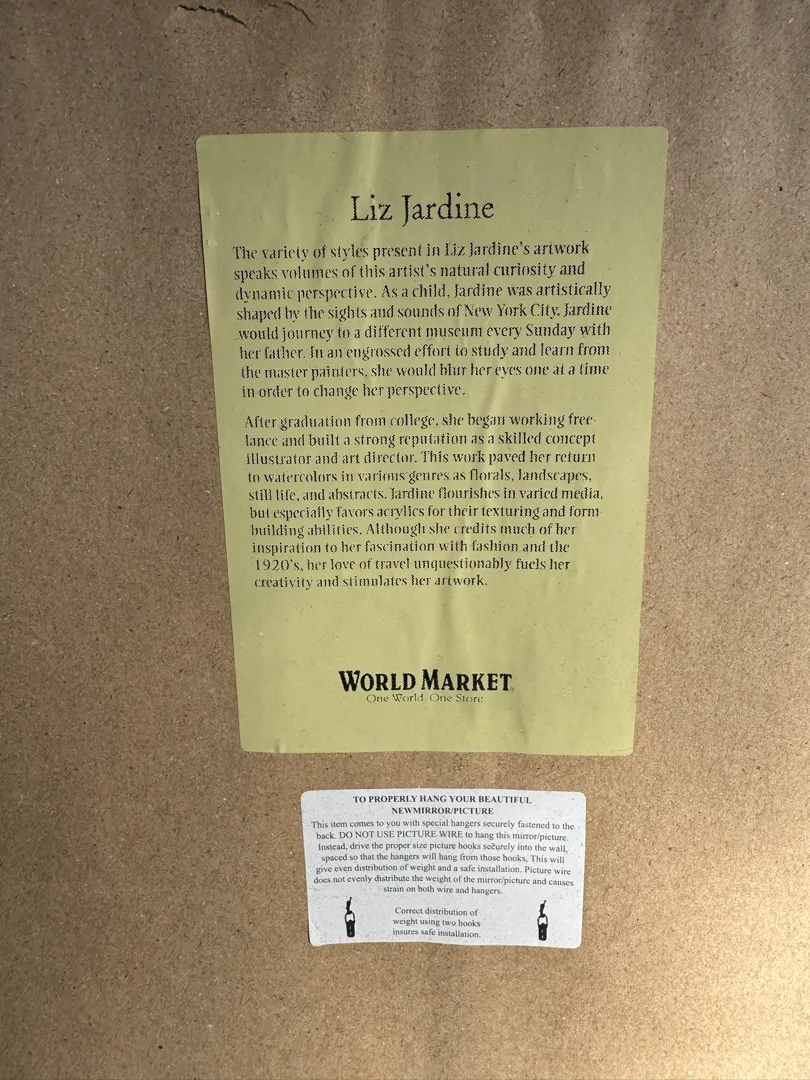 Liz Jardine
The variety of styles present in Liz Jardine's artwork
speaks volumes of this artist's natural curiosity and
dynamic perspective. As a child, Jardine was artistically
shaped by the sights and sounds of New York City. Jardine
would journey to a different museum every Sunday with
her father. In an engrossed effort to study and learn from
the master painters, she would blur her eyes one at a time
in order to change her perspective.
After graduation from college, she began working free-
lance and built a strong reputation as a skilled concept
illustrator and art director. This work paved her return
to watercolors in various genres as florals, landscapes,
still life, and abstracts. Jardine flourishes in varied media,
but especially favors acrylics for their texturing and form
building abilities. Although she credits much of her
inspiration to her fascination with fashion and the
1920's, her love of travel unquestionably fuels her
creativity and stimulates her artwork.
WORLD MARKET
One World. One Store
TO PROPERLY HANG YOUR BEAUTIFUL
NEWMIRROR/PICTURE
This item comes to you with special hangers securely fastened to the
back. DO NOT USE PICTURE WIRE to hang this mirror/picture.
Instead, drive the proper size picture hooks securely into the wall,
spaced so that the hangers will hang from those hooks, This will
give even distribution of weight and a safe installation. Picture wire
does not evenly distribute the weight of the mirror/picture and causes
strain on both wire and hangers.
Correct distribution of
weight using two hooks
insures safe installation.